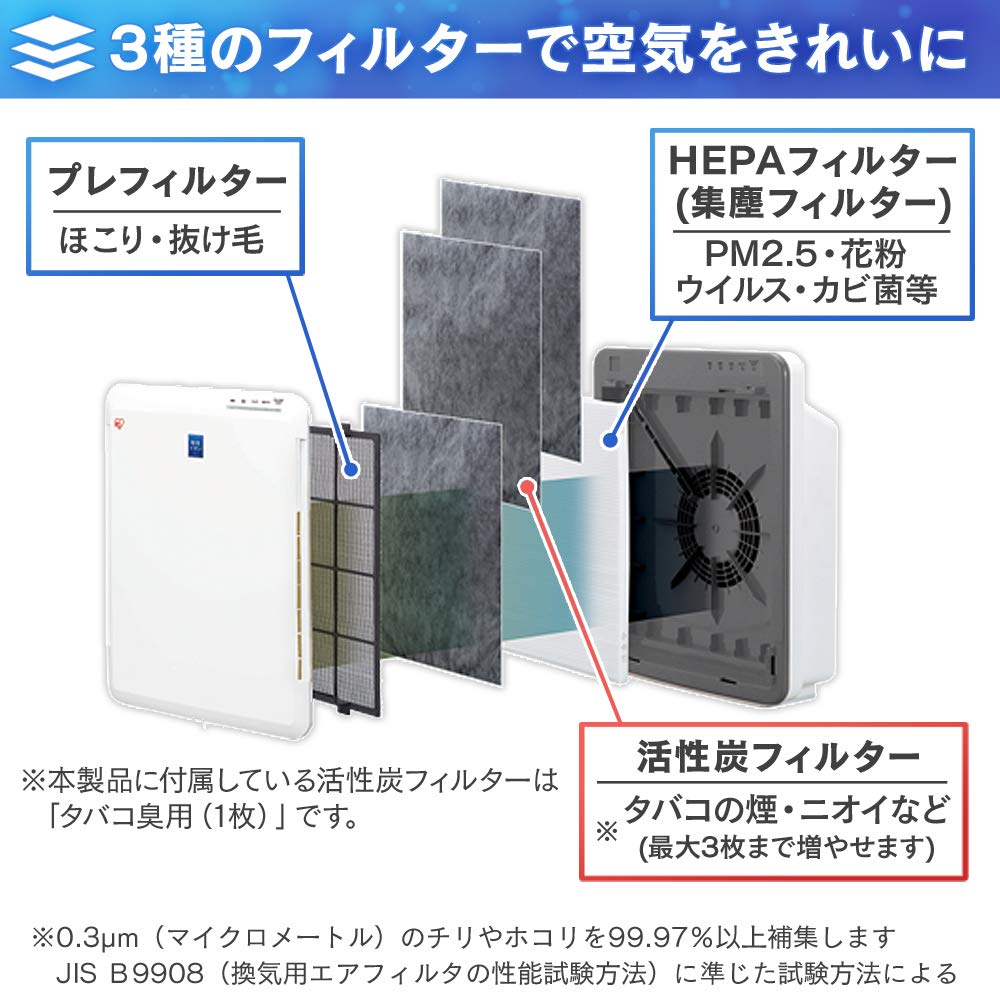 3種のフィルターで空気をきれいに
プレフィルター
ほこり・抜け毛
HEPAフィルター
(集塵フィルター)
PM2.5・花粉
ウイルス・カビ菌等
活性炭フィルター
※タバコの煙・ニオイなど
(最大3枚まで増やせます)
※本製品に付属している活性炭フィルターは
「タバコ臭用（1枚）」です。
※0.3μm（マイクロメートル）のチリやホコリを99.97%以上補集します
JIS B 9908（換気用エアフィルタの性能試験方法）に準じた試験方法による